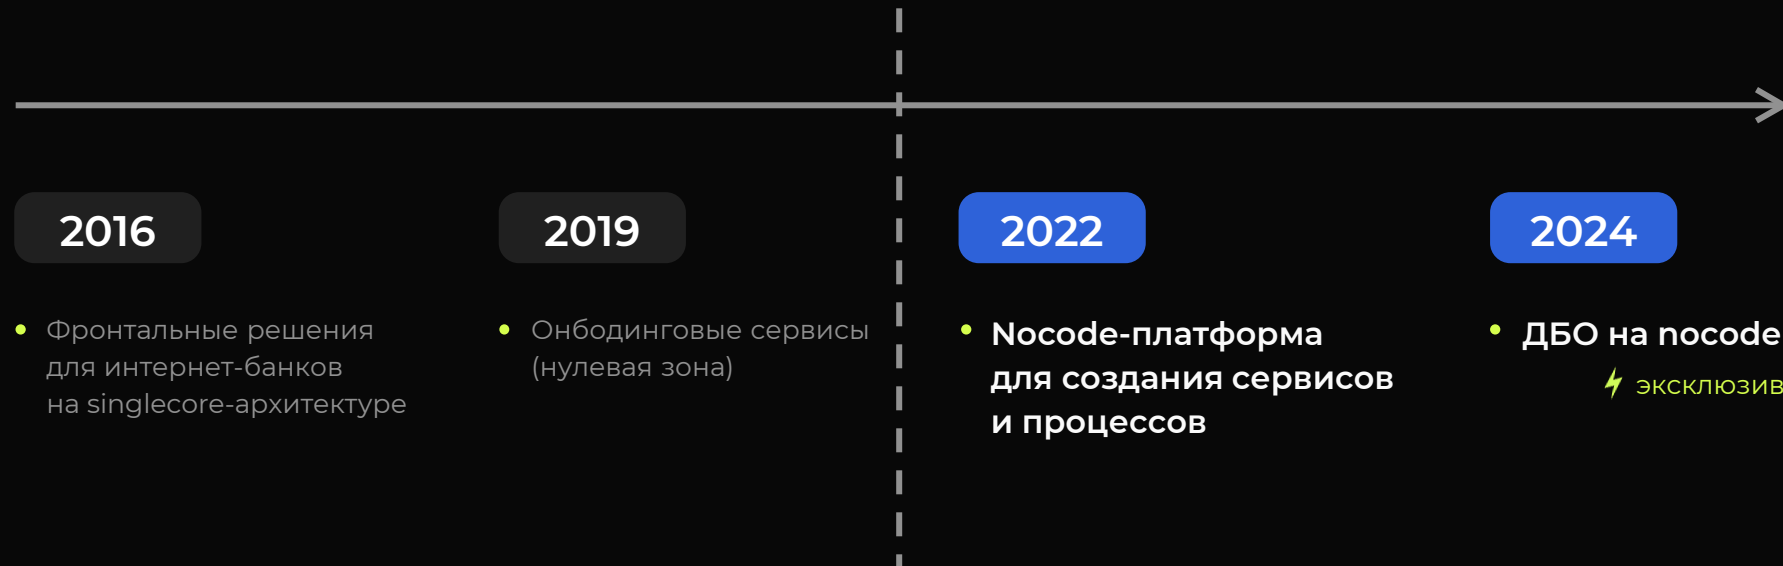 2016
Фронтальные решения
для интернет-банков
на singlecore-архитектуре
2019
Онбодинговые сервисы
(нулевая зона)
2022
Nocode-платформа
для создания сервисов
и процессов
2024
ДБО на nocode
эксклюзив